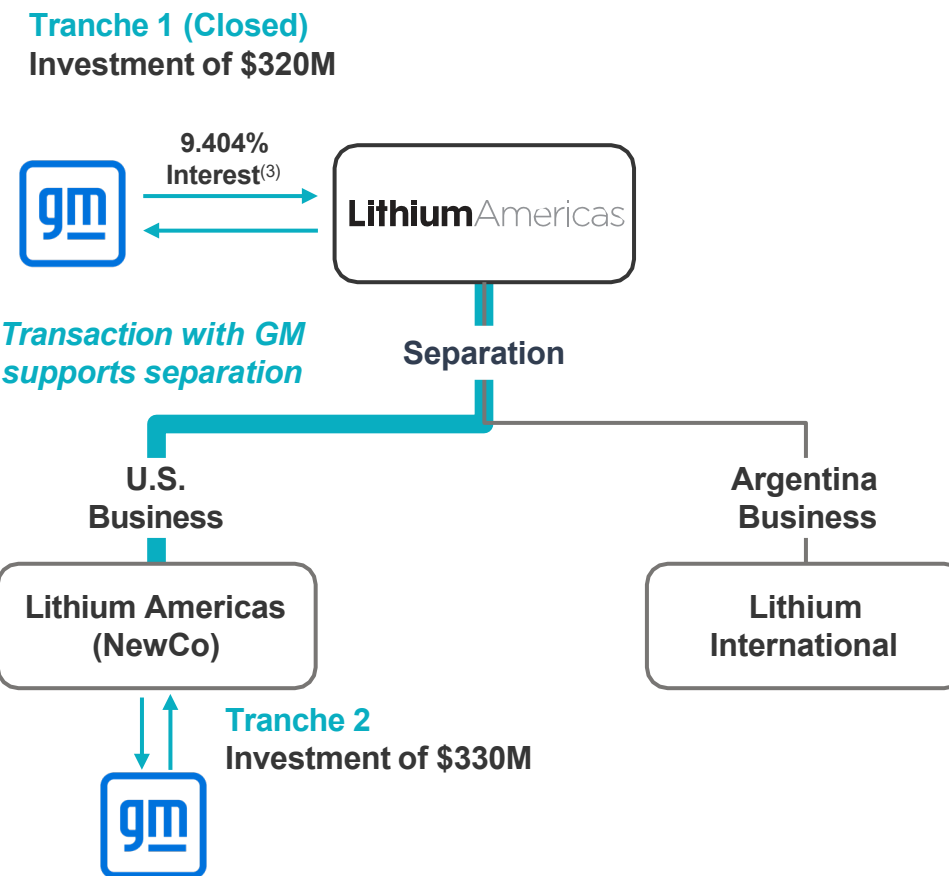 Tranche 1 (Closed)
Investment of $320M
9.404%
Interest(3)
gm
LithiumAmericas
Transaction with GM
supports separation
Separation
U.S.
Business
Argentina
Business
Lithium Americas
(NewCo)
Lithium
International
Tranche 2
Investment of $330M
gm